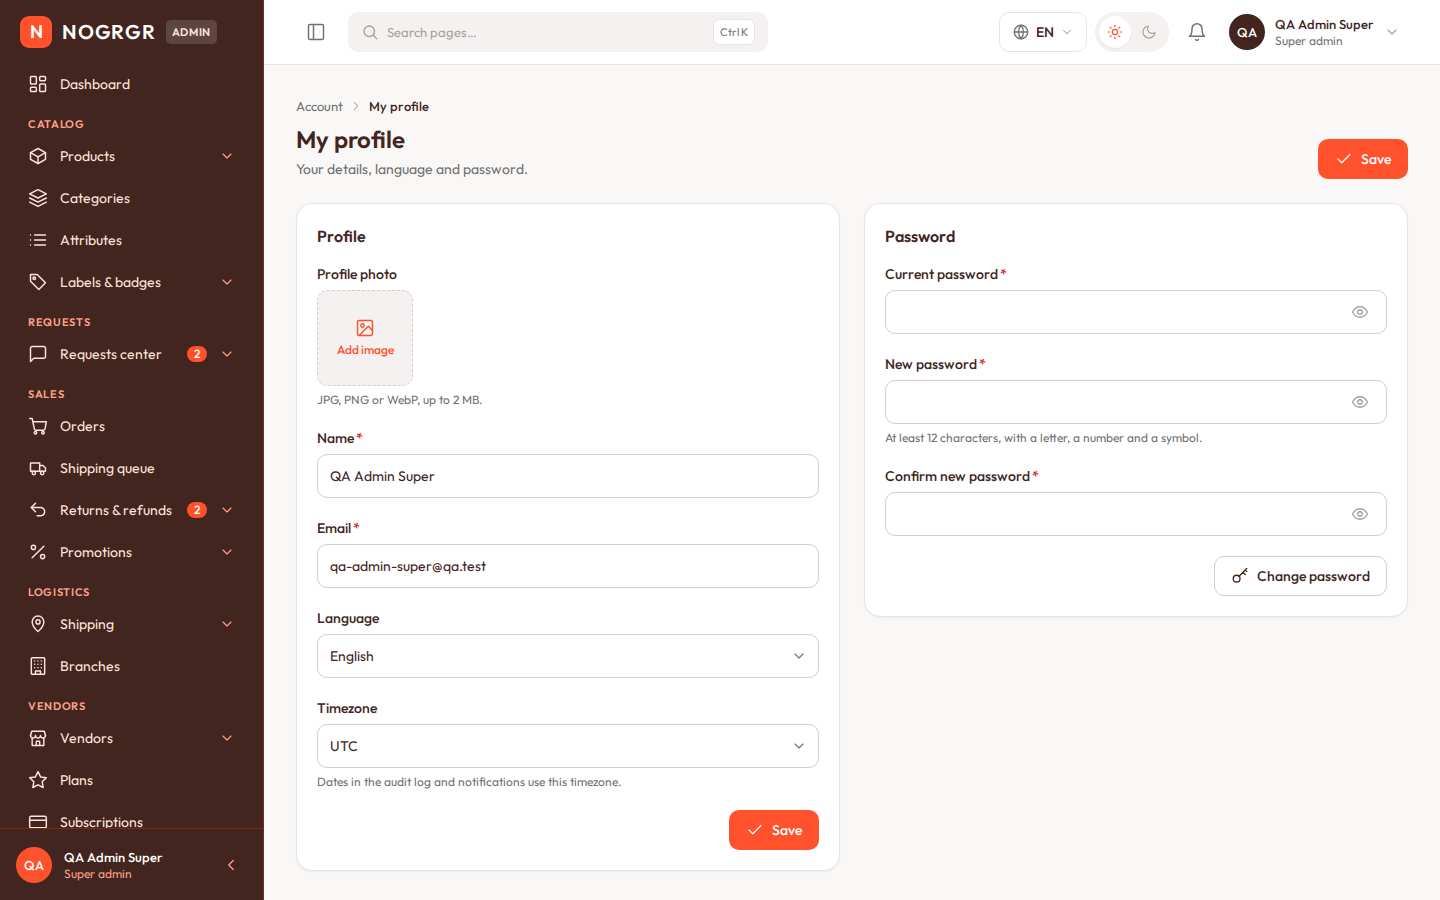 N NOGRGR ADMIN
Dashboard
CATALOG
Products
Categories
Attributes
Labels & badges
REQUESTS
Requests center 2
SALES
Orders
Shipping queue
Returns & refunds 2
Promotions
LOGISTICS
Shipping
Branches
VENDORS
Vendors
Plans
Subscriptions
QA QA Admin Super
Super admin
Search pages... Ctrl K
EN
QA QA Admin Super
Super admin
Account > My profile
My profile
Your details, language and password.
Save
Profile
Profile photo
Add image
JPG, PNG or WebP, up to 2 MB.
Name *
QA Admin Super
Email *
qa-admin-super@qa.test
Language
English
Timezone
UTC
Dates in the audit log and notifications use this timezone.
Save
Password
Current password *
New password *
At least 12 characters, with a letter, a number and a symbol.
Confirm new password *
Change password